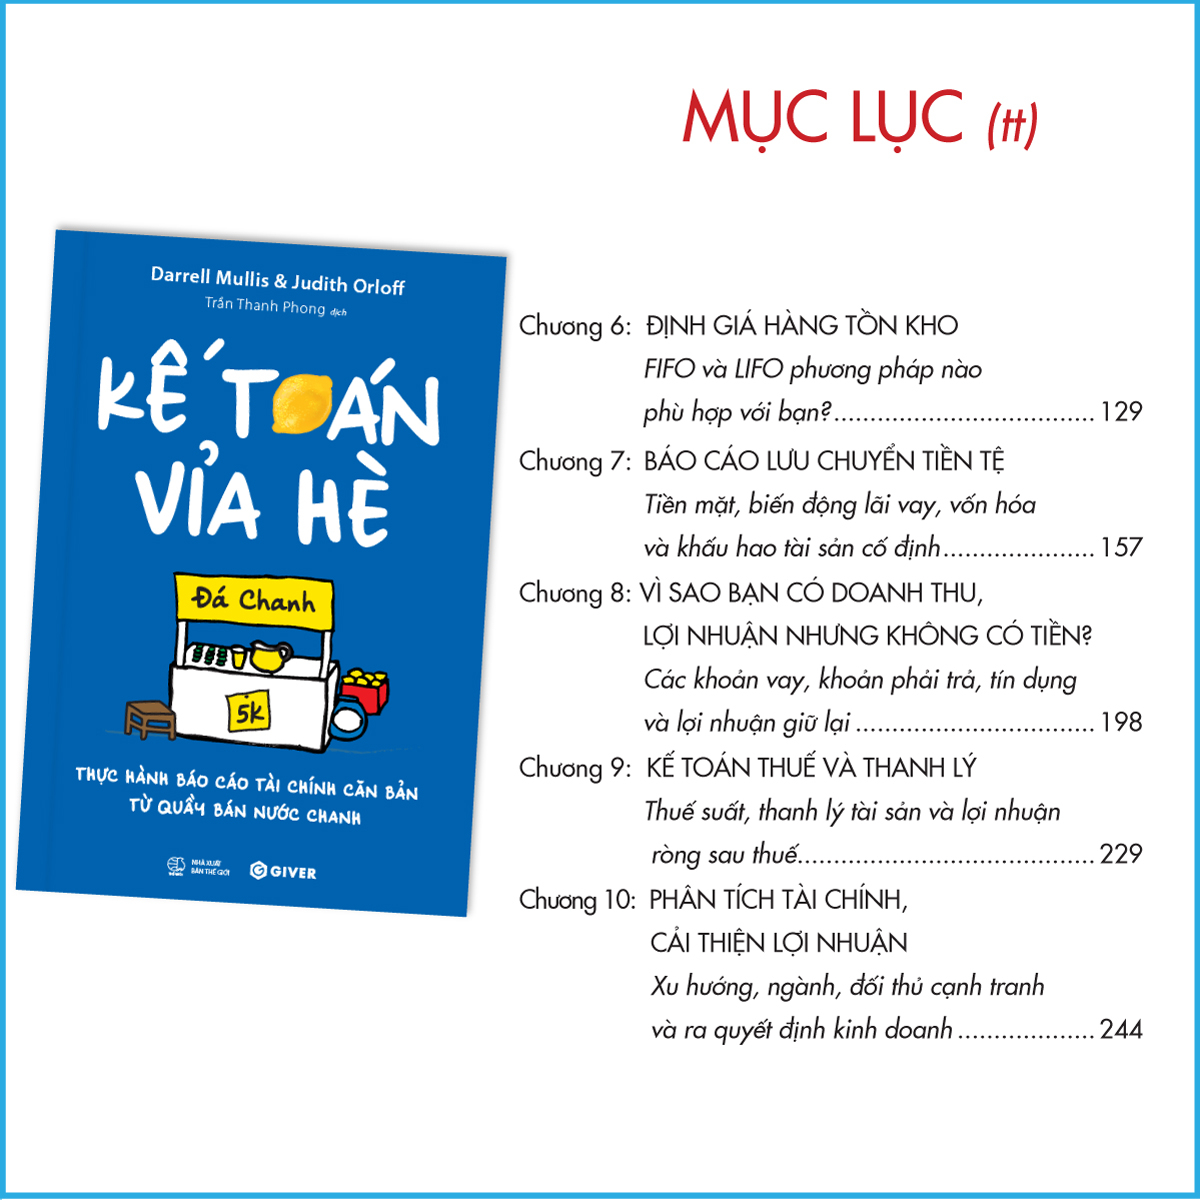 MỤC LỤC (tt)
Darrell Mullis & Judith Orloff
Trần Thanh Phong dịch
KẾ TOÁN
VỈA HÈ
Đá Chanh
5k
THỰC HÀNH BÁO CÁO TÀI CHÍNH CĂN BẢN
TỪ QUẦY BÁN NƯỚC CHANH
NHÀ XUẤT
BẢN THẾ GIỚI
GIVER
Chương 6: ĐỊNH GIÁ HÀNG TỒN KHO
FIFO và LIFO phương pháp nào
phù hợp với bạn?.................................... 129
Chương 7: BÁO CÁO LƯU CHUYỂN TIỀN TỆ
Tiền mặt, biến động lãi vay, vốn hóa
và khấu hao tài sản cố định..................... 157
Chương 8: VÌ SAO BẠN CÓ DOANH THU,
LỢI NHUẬN NHƯNG KHÔNG CÓ TIỀN?
Các khoản vay, khoản phải trả, tín dụng
và lợi nhuận giữ lại ................................. 198
Chương 9: KẾ TOÁN THUẾ VÀ THANH LÝ
Thuế suất, thanh lý tài sản và lợi nhuận
ròng sau thuế......................................... 229
Chương 10: PHÂN TÍCH TÀI CHÍNH,
CẢI THIỆN LỢI NHUẬN
Xu hướng, ngành, đối thủ cạnh tranh
và ra quyết định kinh doanh ................... 244